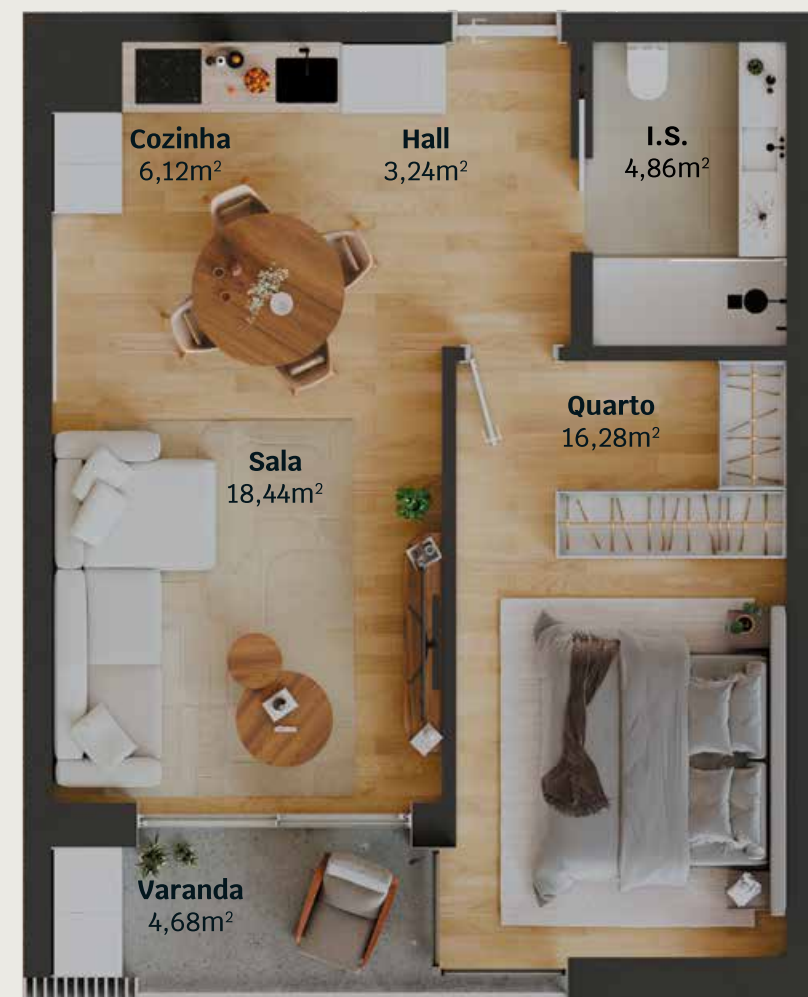 Cozinha
6,12m²
Hall
3,24m²
I.S.
4,86m²
Quarto
16,28m²
Sala
18,44m²
Varanda
4,68m²